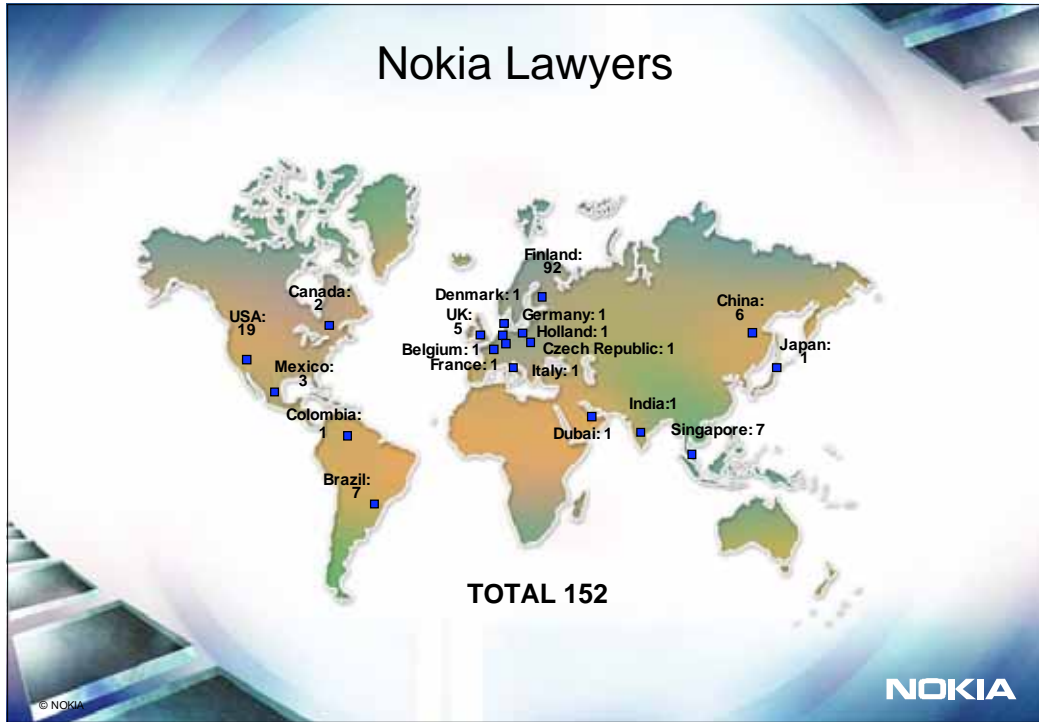 Nokia Lawyers
Finland:
92
Canada:
2
Denmark: 1
China:
6
USA:
19
UK:
5
Germany: 1
Holland: 1
Belgium: 1
Czech Republic: 1
Japan:
1
Mexico:
3
France: 1
Italy: 1
Colombia:
1
India:1
Dubai: 1
Singapore: 7
Brazil:
7
TOTAL 152
© NOKIA
NOKIA